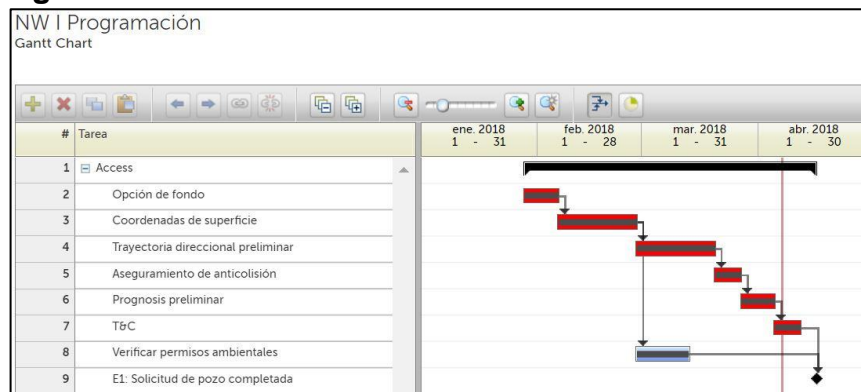 NW I Programación
Gantt Chart
# Tarea
ene. 2018 feb. 2018 mar. 2018 abr. 2018
1 - 31 1 - 28 1 - 31 1 - 30
1 Access
2 Opción de fondo
3 Coordenadas de superficie
4 Trayectoria direccional preliminar
5 Aseguramiento de anticolisión
6 Prognosis preliminar
7 T&C
8 Verificar permisos ambientales
9 E1: Solicitud de pozo completada